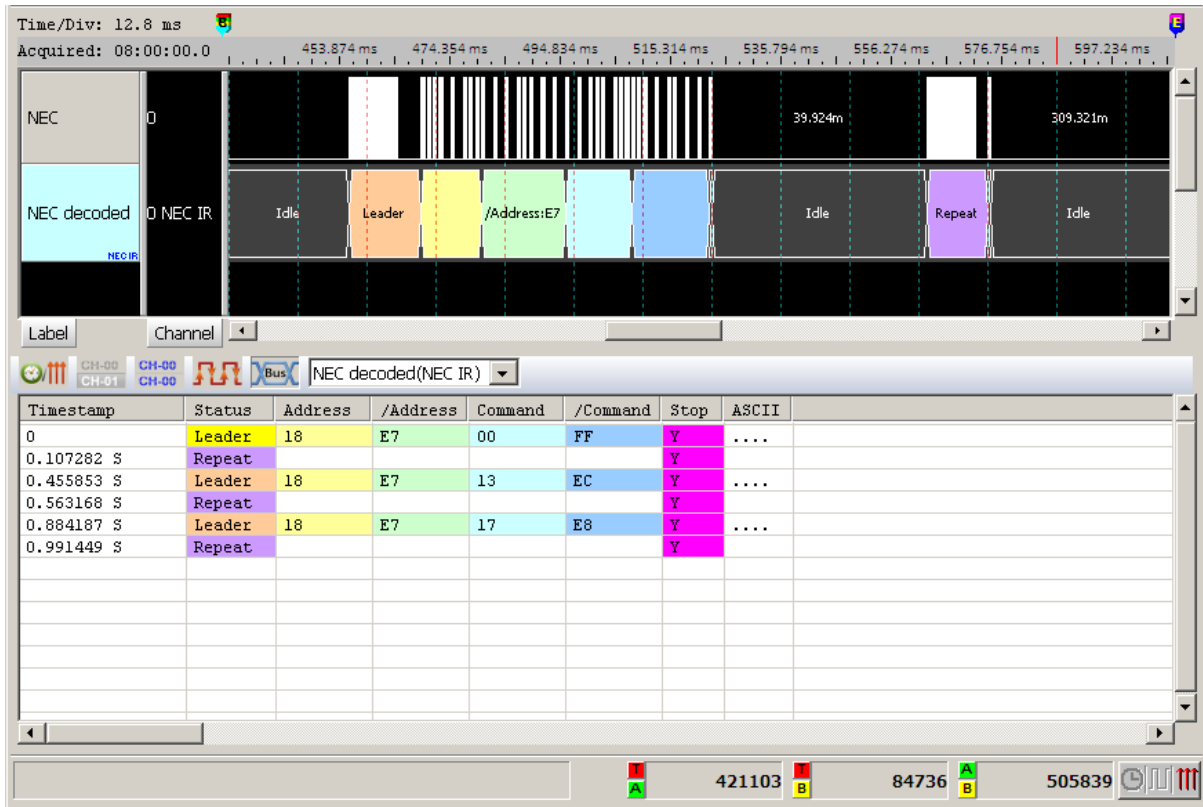 Time/Div: 12.8 ms B E
Acquired: 08:00:00.0 453.874 ms 474.354 ms 494.834 ms 515.314 ms 535.794 ms 556.274 ms 576.754 ms 597.234 ms
NEC 0 39.924m 309.321m
NEC decoded 0 NEC IR Idle Leader /Address:E7 Idle Repeat Idle
NEC IR
Label Channel
CH-00 CH-01 CH-00 CH-00 Bus NEC decoded(NEC IR)
Timestamp Status Address /Address Command /Command Stop ASCII
0 Leader 18 E7 00 FF Y ....
0.107282 S Repeat Y
0.455853 S Leader 18 E7 13 EC Y ....
0.563168 S Repeat Y
0.884187 S Leader 18 E7 17 E8 Y ....
0.991449 S Repeat Y
T A 421103 T B 84736 A B 505839